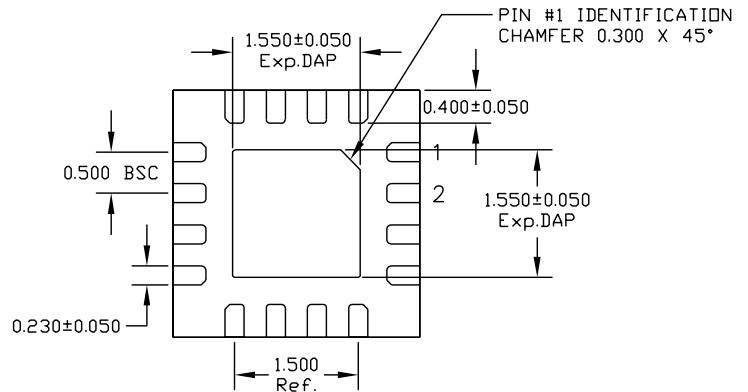 PIN #1 IDENTIFICATION
CHAMFER 0.300 X 45°
1.550±0.050
Exp.DAP
0.400±0.050
1
0.500 BSC
2
1.550±0.050
Exp.DAP
0.230±0.050
1.500
Ref.